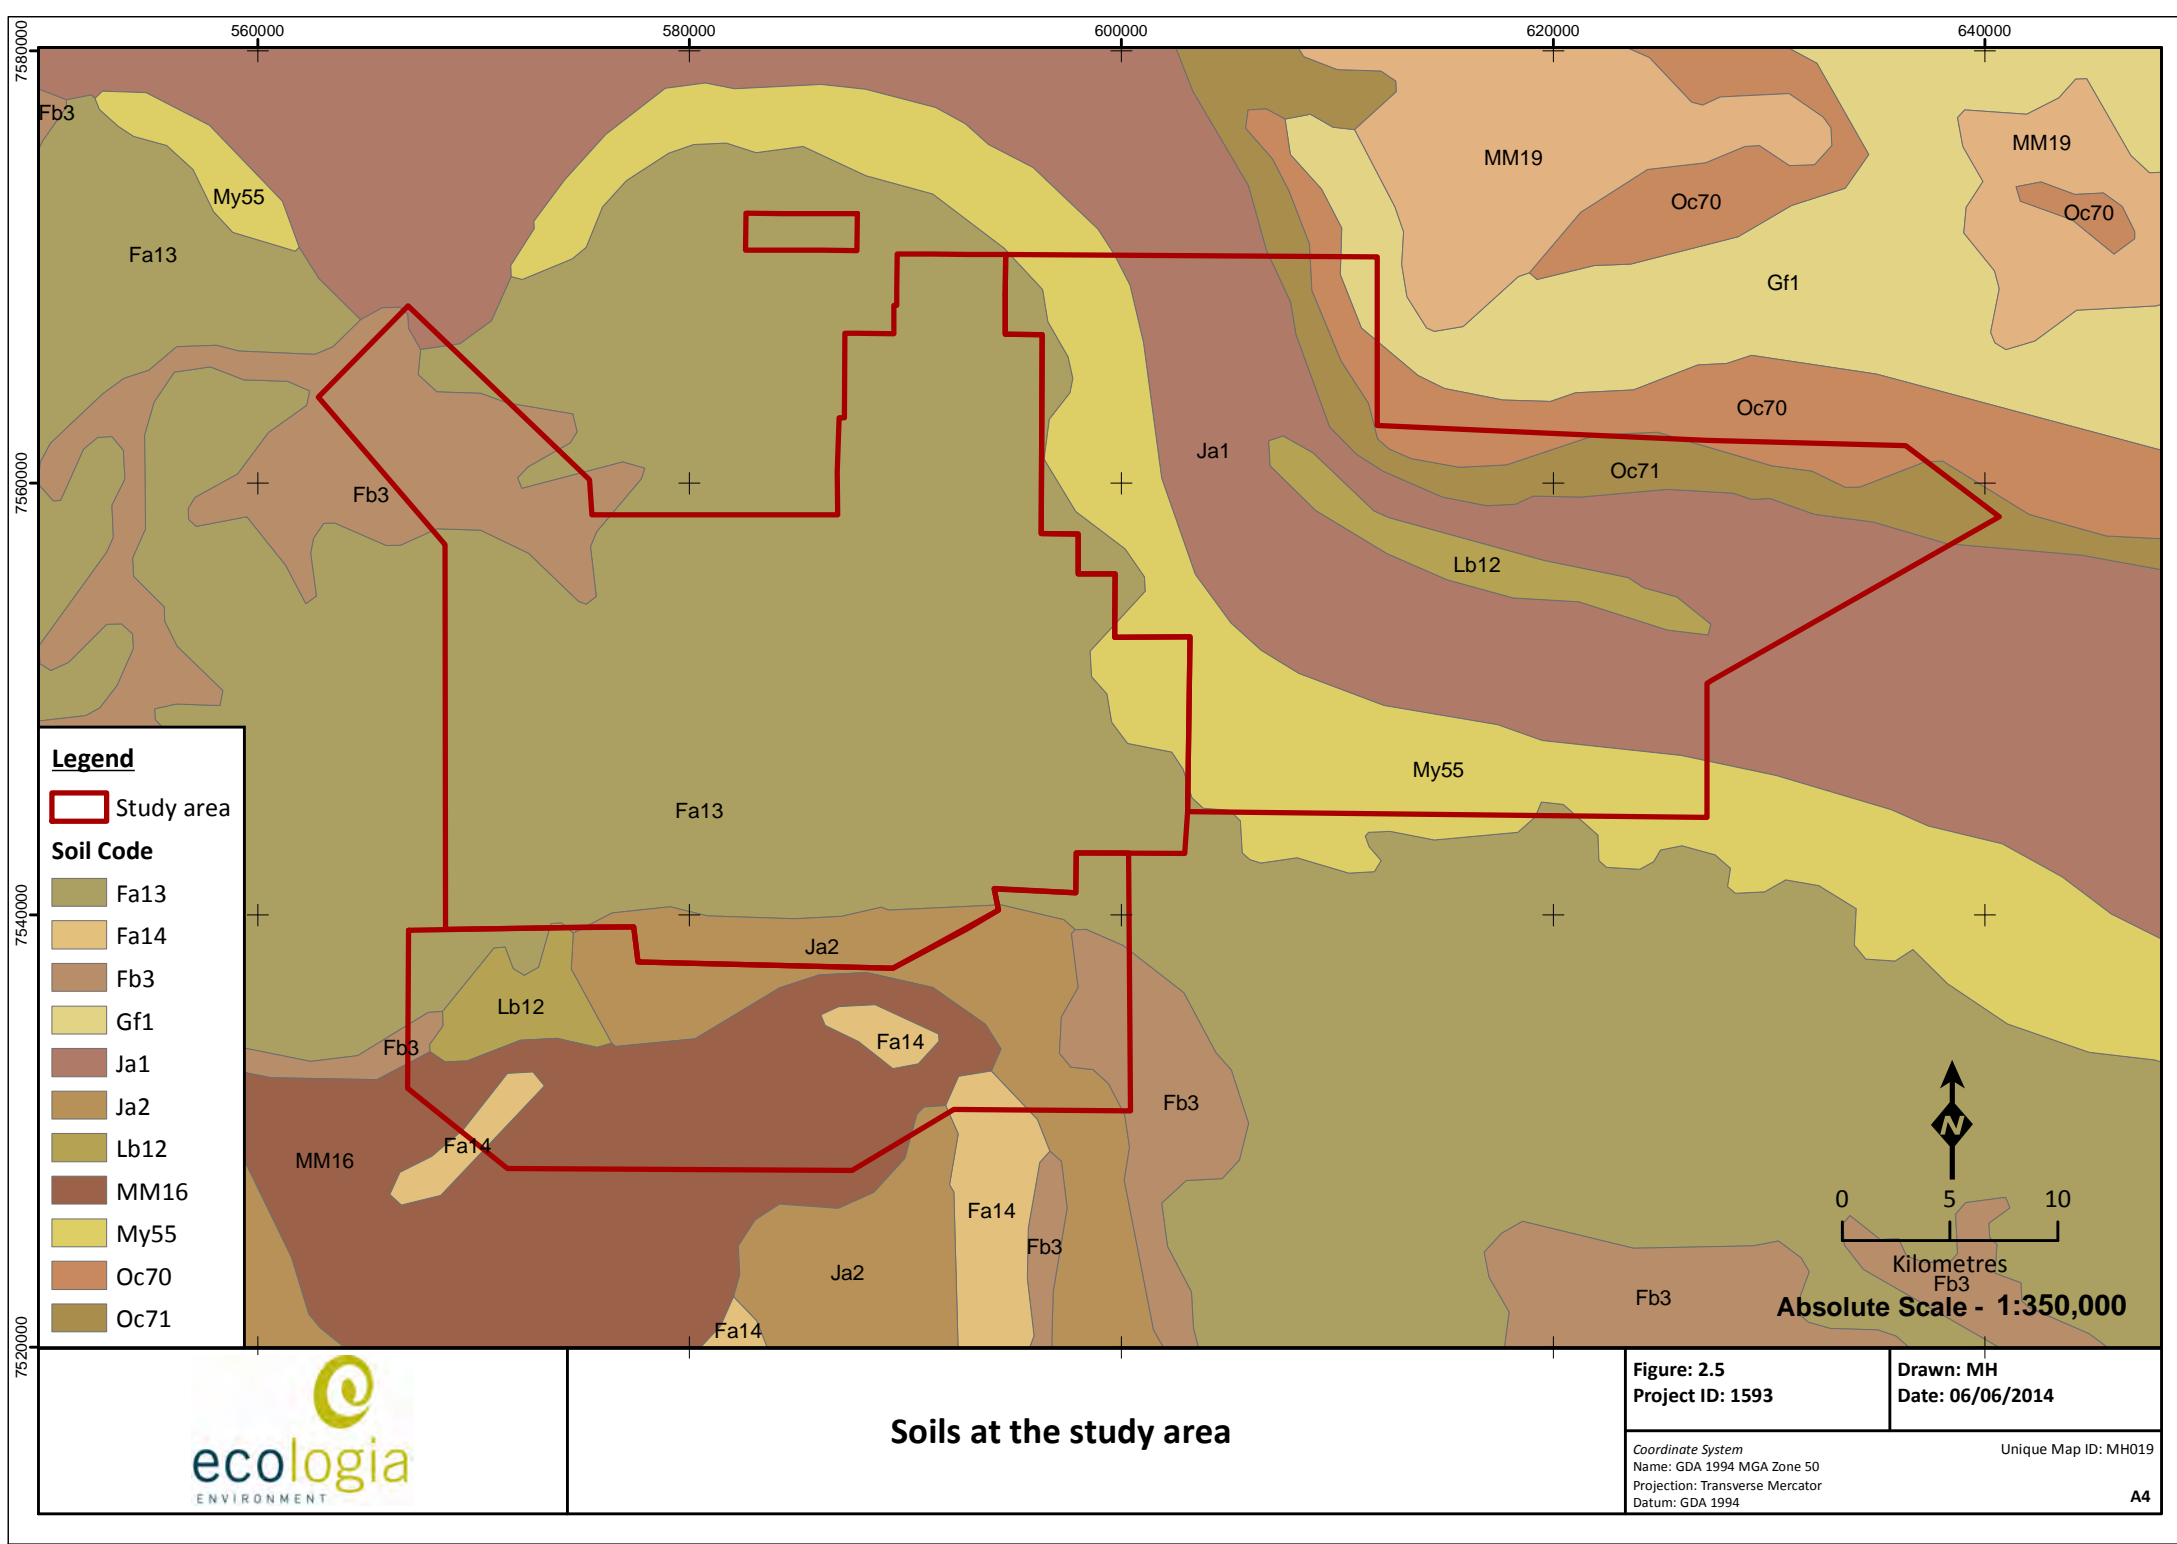 560000
580000
600000
620000
640000
7580000
7560000
7540000
7520000
Fb3
My55
Fa13
MM19
MM19
Oc70
Oc70
Gf1
Oc70
Ja1
Oc71
Fb3
Lb12
My55
Fa13
Ja2
Lb12
Fa14
Fb3
Fb3
Fa14
MM16
Fa14
Fb3
Ja2
Fb3
Fb3
Fa14
Legend
Study area
Soil Code
Fa13
Fa14
Fb3
Gf1
Ja1
Ja2
Lb12
MM16
My55
Oc70
Oc71
N
0 5 10
Kilometres
Absolute Scale - 1:350,000
ecologia
ENVIRONMENT
Soils at the study area
Figure: 2.5
Project ID: 1593
Drawn: MH
Date: 06/06/2014
Coordinate System
Name: GDA 1994 MGA Zone 50
Projection: Transverse Mercator
Datum: GDA 1994
Unique Map ID: MH019
A4